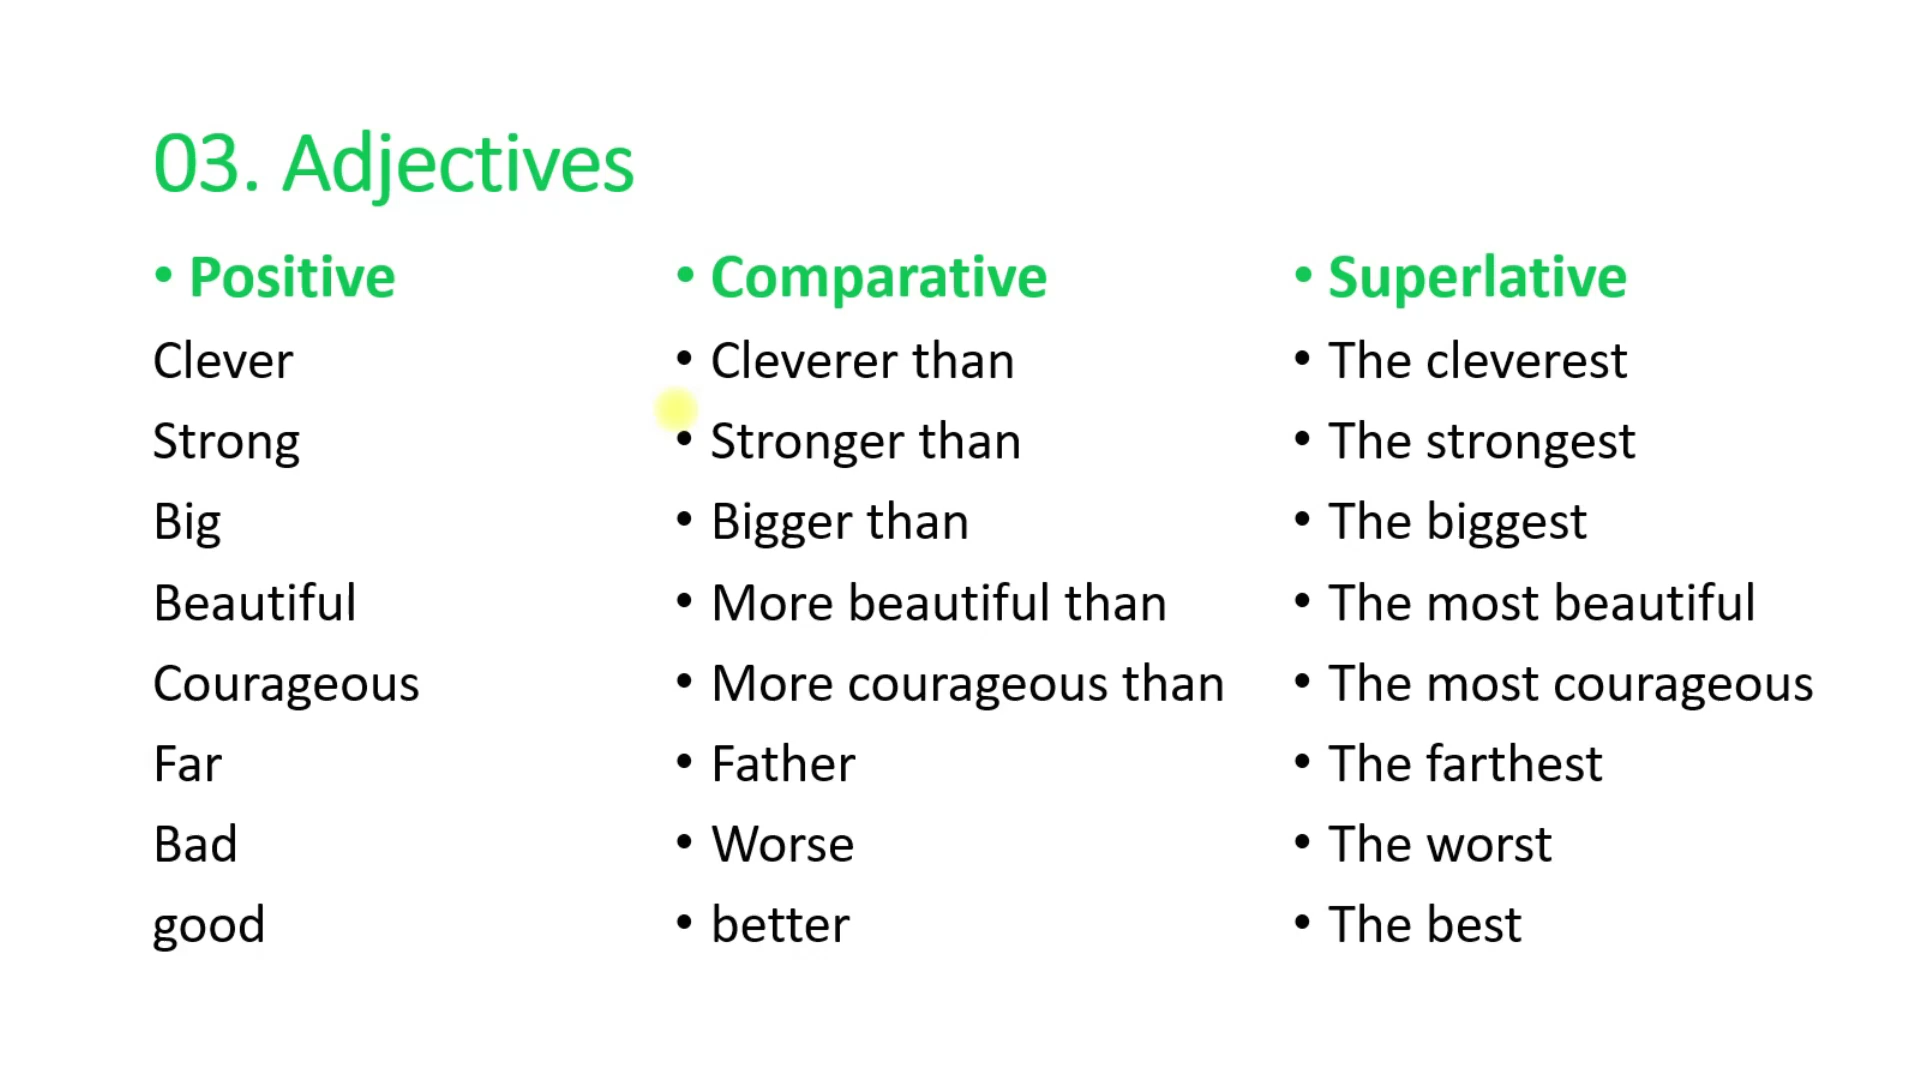 03. Adjectives
• Positive
Clever
Strong
Big
Beautiful
Courageous
Far
Bad
good
• Comparative
• Cleverer than
• Stronger than
• Bigger than
• More beautiful than
• More courageous than
• Father
• Worse
• better
• Superlative
• The cleverest
• The strongest
• The biggest
• The most beautiful
• The most courageous
• The farthest
• The worst
• The best